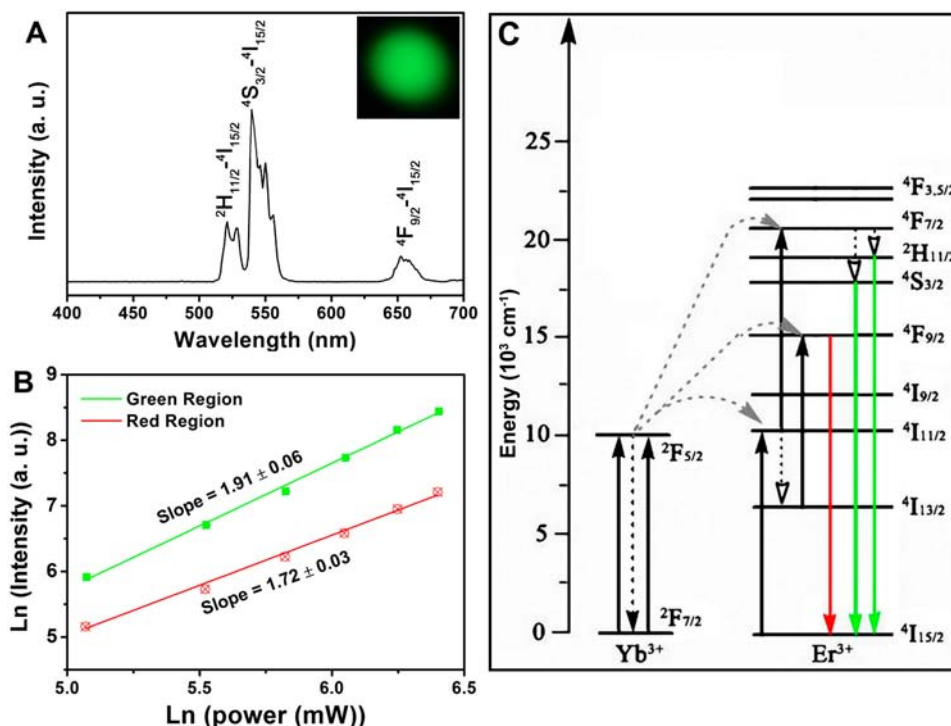 A
Intensity (a. u.)
²H₁₁/₂-⁴I₁₅/₂
⁴S₃/₂-⁴I₁₅/₂
⁴F₉/₂-⁴I₁₅/₂
400 450 500 550 600 650 700
Wavelength (nm)
B
Ln (Intensity (a. u.))
8
7
6
5
Green Region
Red Region
Slope = 1.91 ± 0.06
Slope = 1.72 ± 0.03
5.0 5.5 6.0 6.5
Ln (power (mW))
C
Energy (10³ cm⁻¹)
25
20
15
10
5
0
²F₅/₂
²F₇/₂
Yb³⁺
⁴F₃,₅/₂
⁴F₇/₂
²H₁₁/₂
⁴S₃/₂
⁴F₉/₂
⁴I₉/₂
⁴I₁₁/₂
⁴I₁₃/₂
⁴I₁₅/₂
Er³⁺